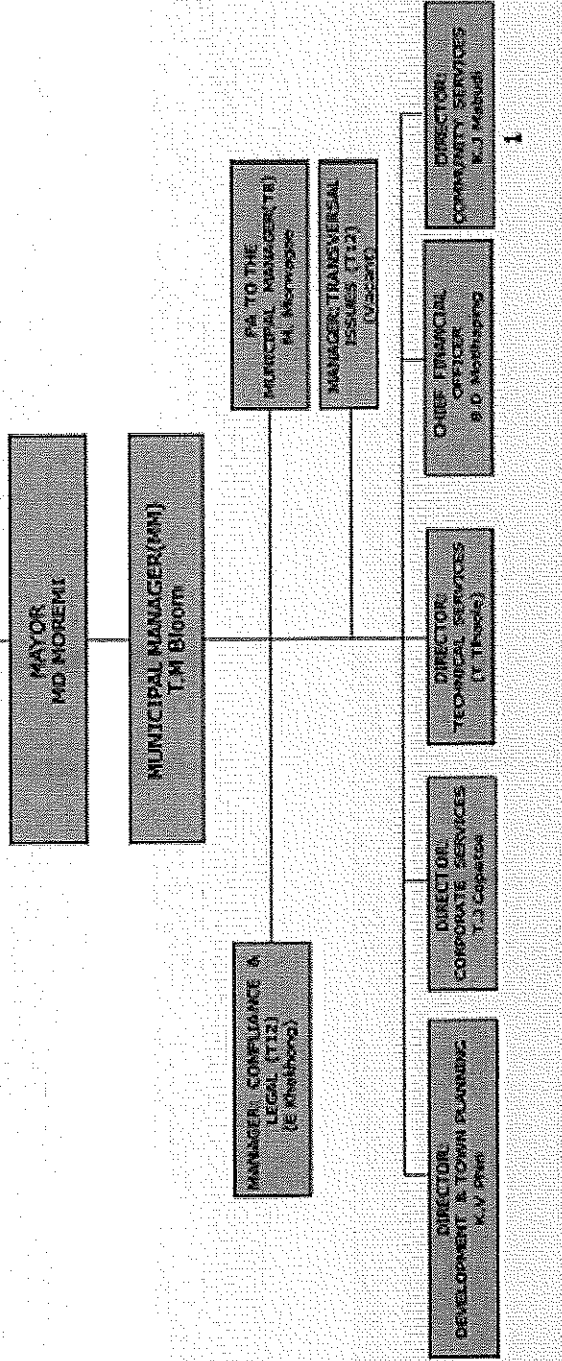 MAYOR
MD MOREMI
MUNICIPAL MANAGER(MM)
T.M Bloom
MANAGER: COMPLIANCE &
LEGAL (T12)
(E Khokhong)
PA TO THE
MUNICIPAL MANAGER(T8)
MANAGER: TRANSVERSAL
ISSUES (T12)
(Vacant)
DIRECTOR:
DEVELOPMENT & TOWN PLANNING
K.V Phiri
DIRECTOR:
CORPORATE SERVICES
T.J
DIRECTOR:
TECHNICAL SERVICES
(T
CHIEF FINANCIAL
OFFICER
B O
DIRECTOR:
COMMUNITY SERVICES
K.J
1